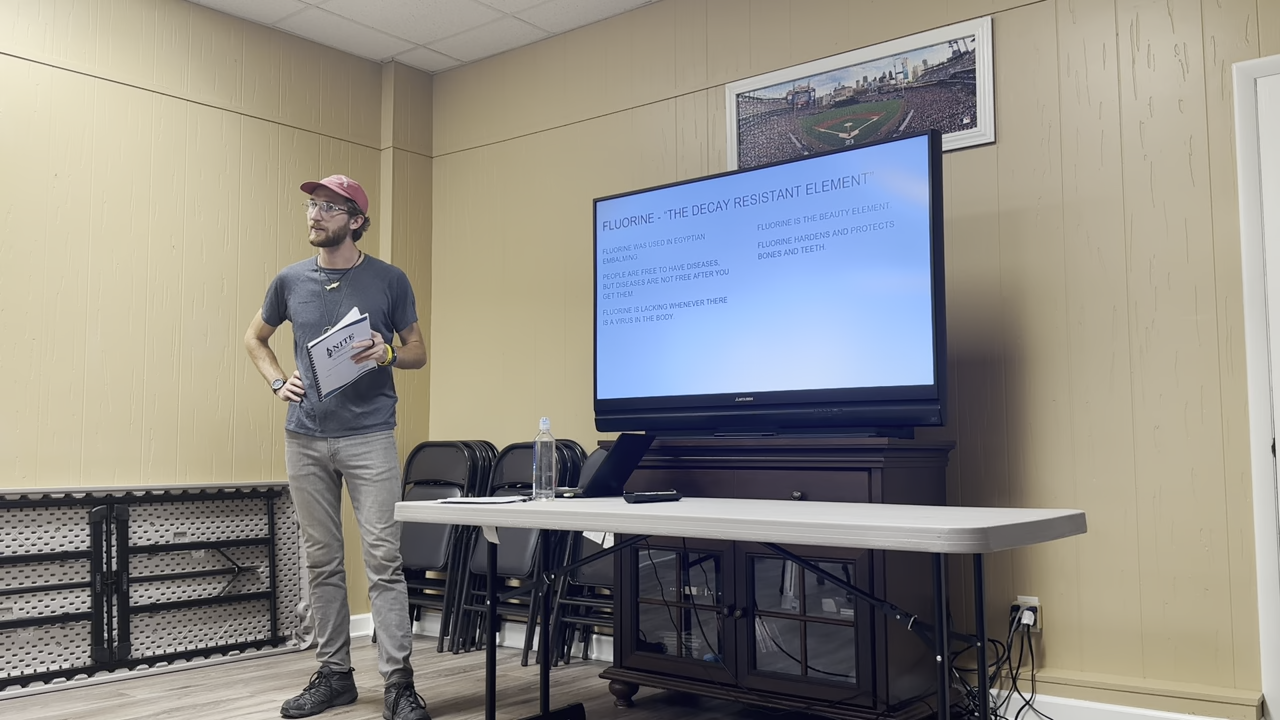 FLUORINE - "THE DECAY RESISTANT ELEMENT"
FLUORINE WAS USED IN EGYPTIAN
EMBALMING.
PEOPLE ARE FREE TO HAVE DISEASES,
BUT DISEASES ARE NOT FREE AFTER YOU
GET THEM.
FLUORINE IS LACKING WHENEVER THERE
IS A VIRUS IN THE BODY.
FLUORINE IS THE BEAUTY ELEMENT.
FLUORINE HARDENS AND PROTECTS
BONES AND TEETH.
MITSUBISHI
NITE